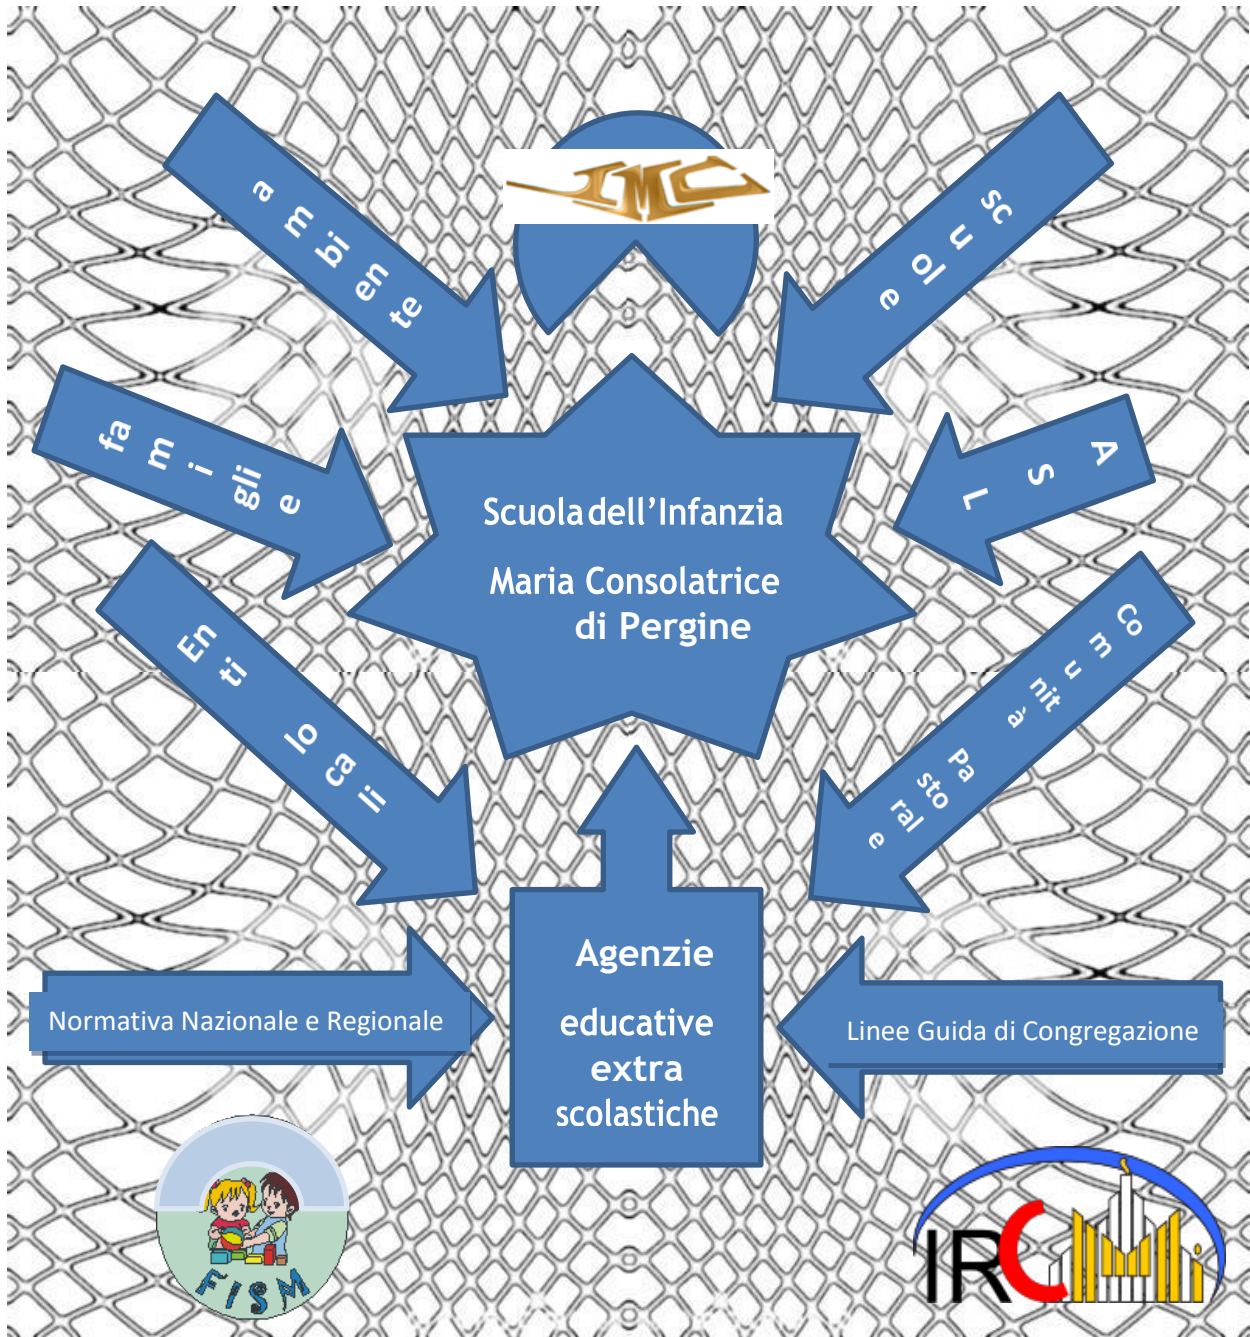 IMC
ambiente
scuole
famiglie
ASL
Scuola dell’Infanzia
Maria Consolatrice
di Pergine
Enti locali
Comunità Pastorale
Agenzie
educative
extra
scolastiche
Normativa Nazionale e Regionale
Linee Guida di Congregazione
FISM
IRC